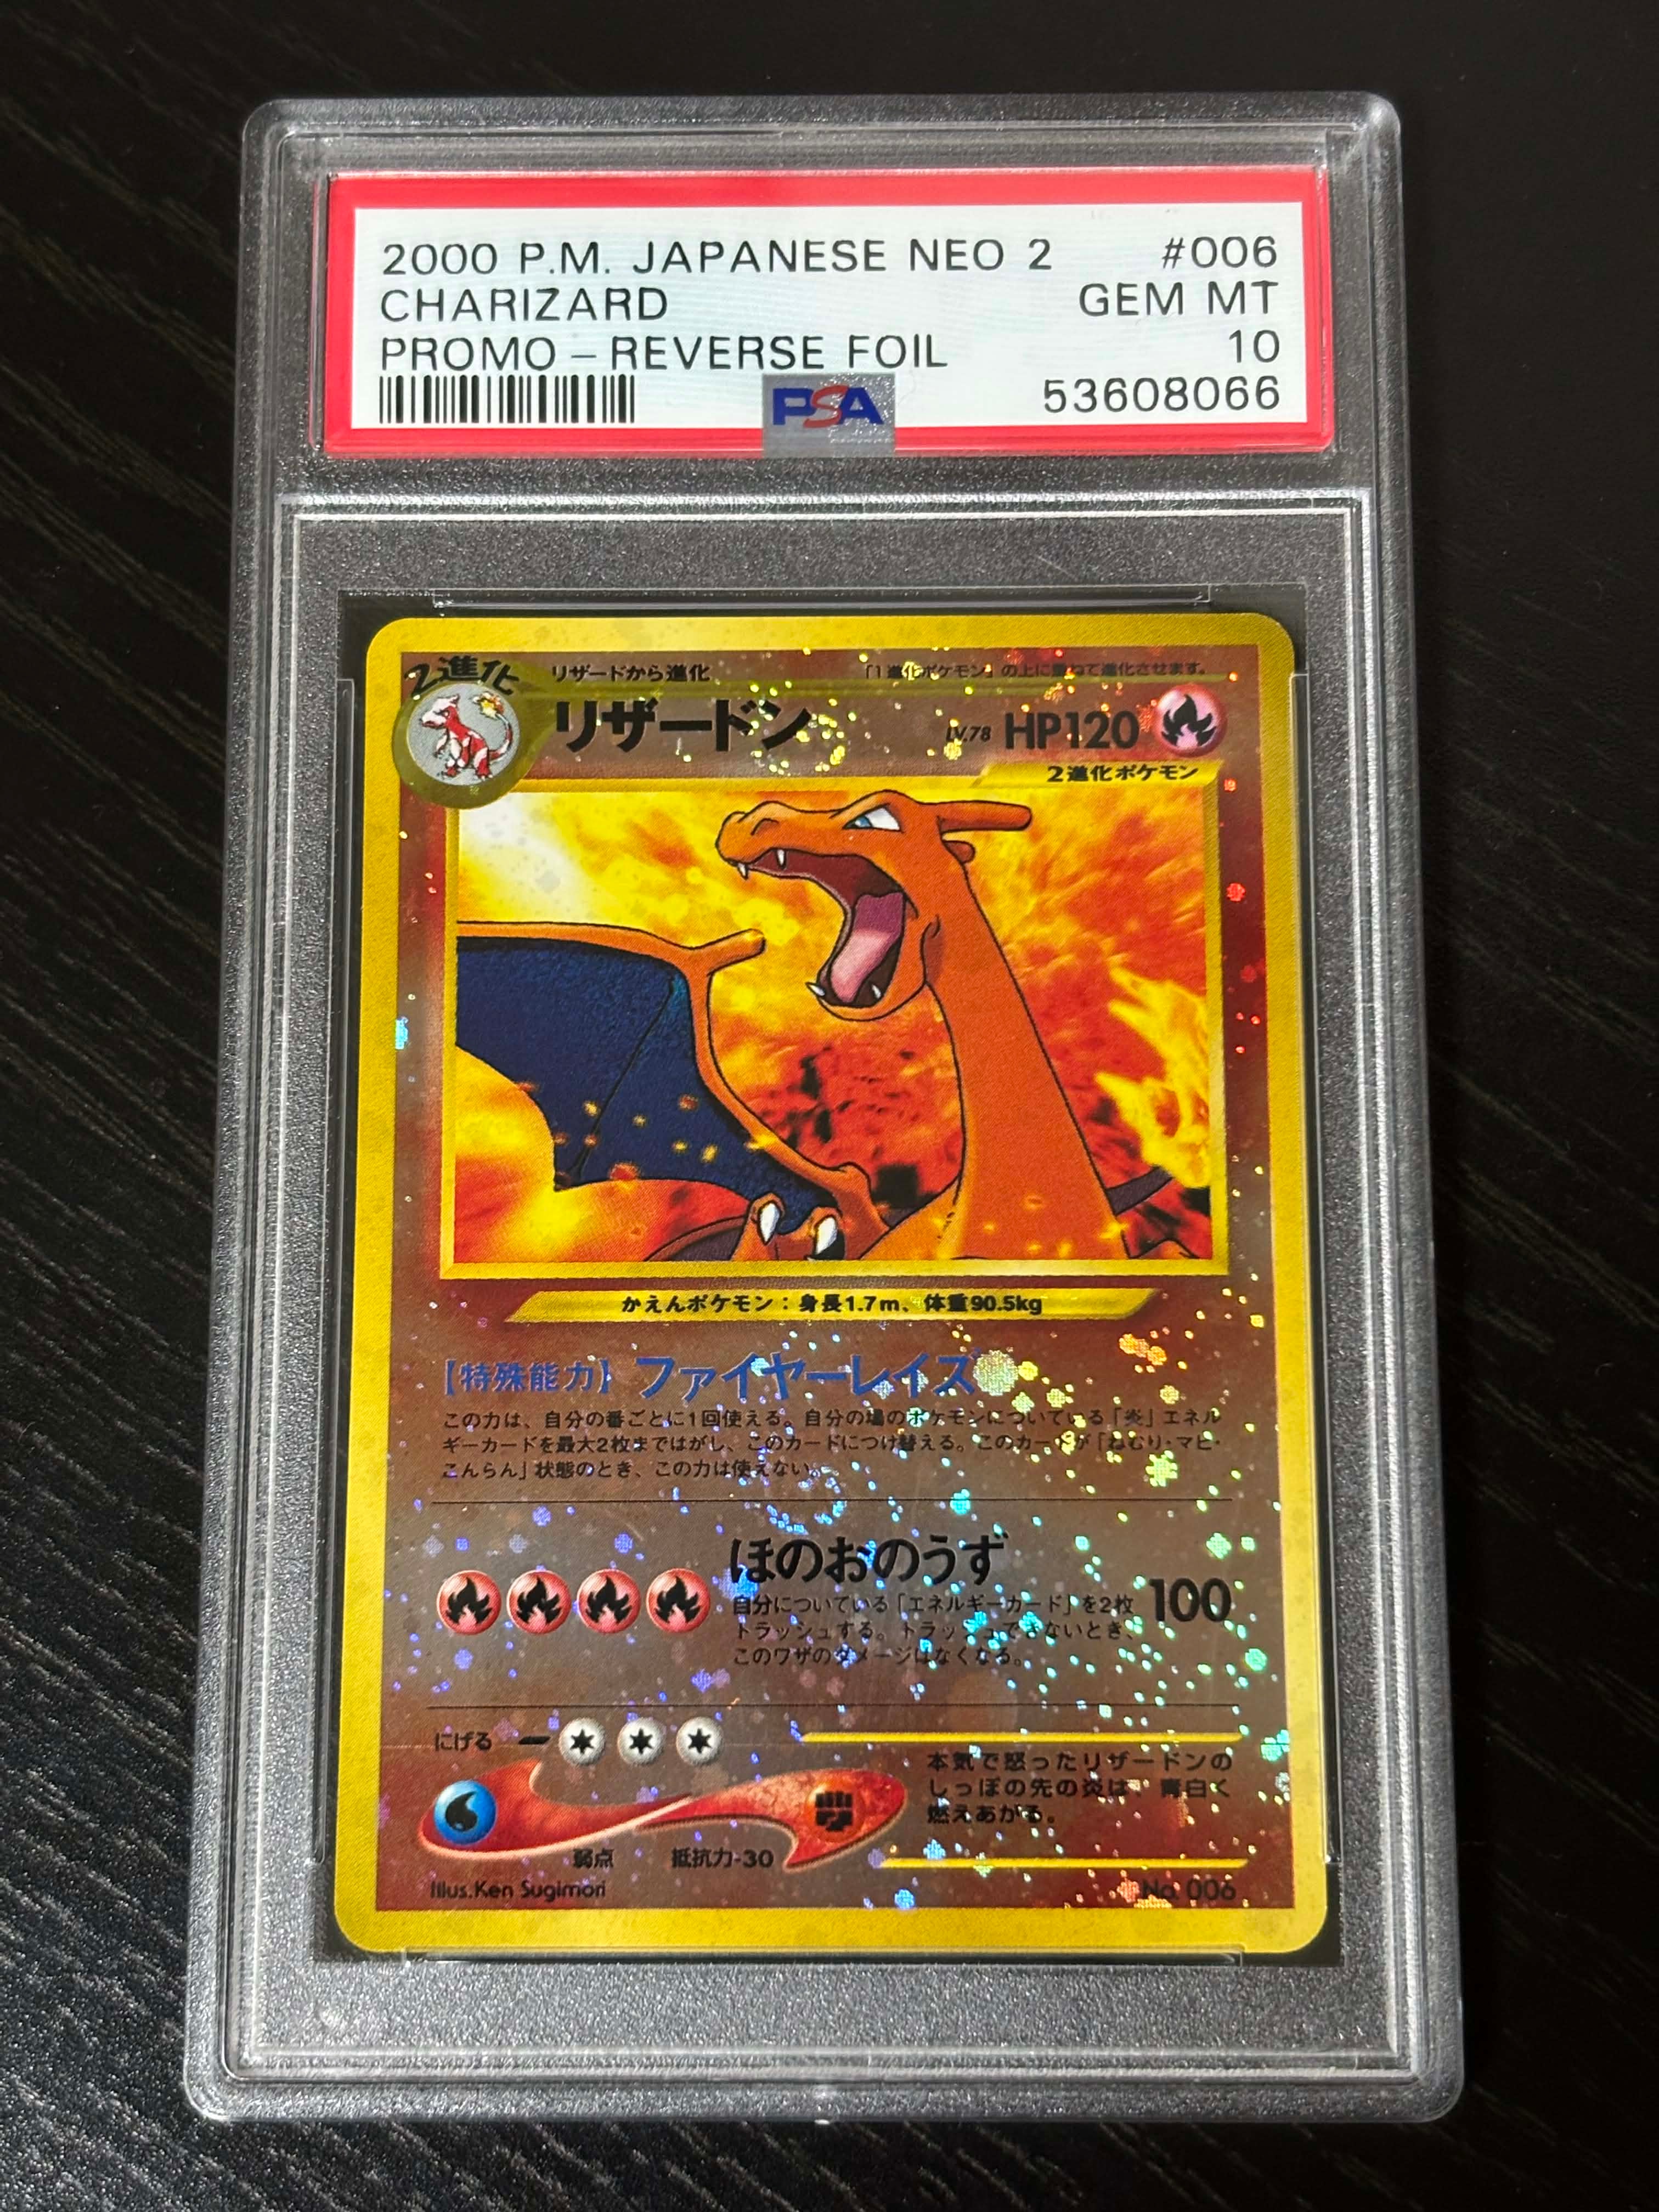 2000 P.M. JAPANESE NEO 2 #006
CHARIZARD GEM MT
PROMO - REVERSE FOIL 10
PSA 53608066
2進化 リザードから進化 「1進化ポケモン」の上に重ねて進化させます。
リザードン LV.78 HP120
2進化ポケモン
かえんポケモン:身長1.7m、体重90.5kg
【特殊能力】ファイヤーレイズ
この力は、自分の番ごとに1回使える。自分の場のポケモンについている「炎」エネル
ギーカードを最大2枚まではがし、このカードにつけ替える。このカードが「ねむり・マヒ・
こんらん」状態のとき、この力は使えない。
ほのおのうず
自分についている「エネルギーカード」を2枚 100
トラッシュする。トラッシュできないとき、
このワザのダメージはなくなる。
にげる
本気で怒ったリザードンの
しっぽの先の炎は、青白く
燃えあがる。
弱点 抵抗力-30
Illus.Ken Sugimori No.006